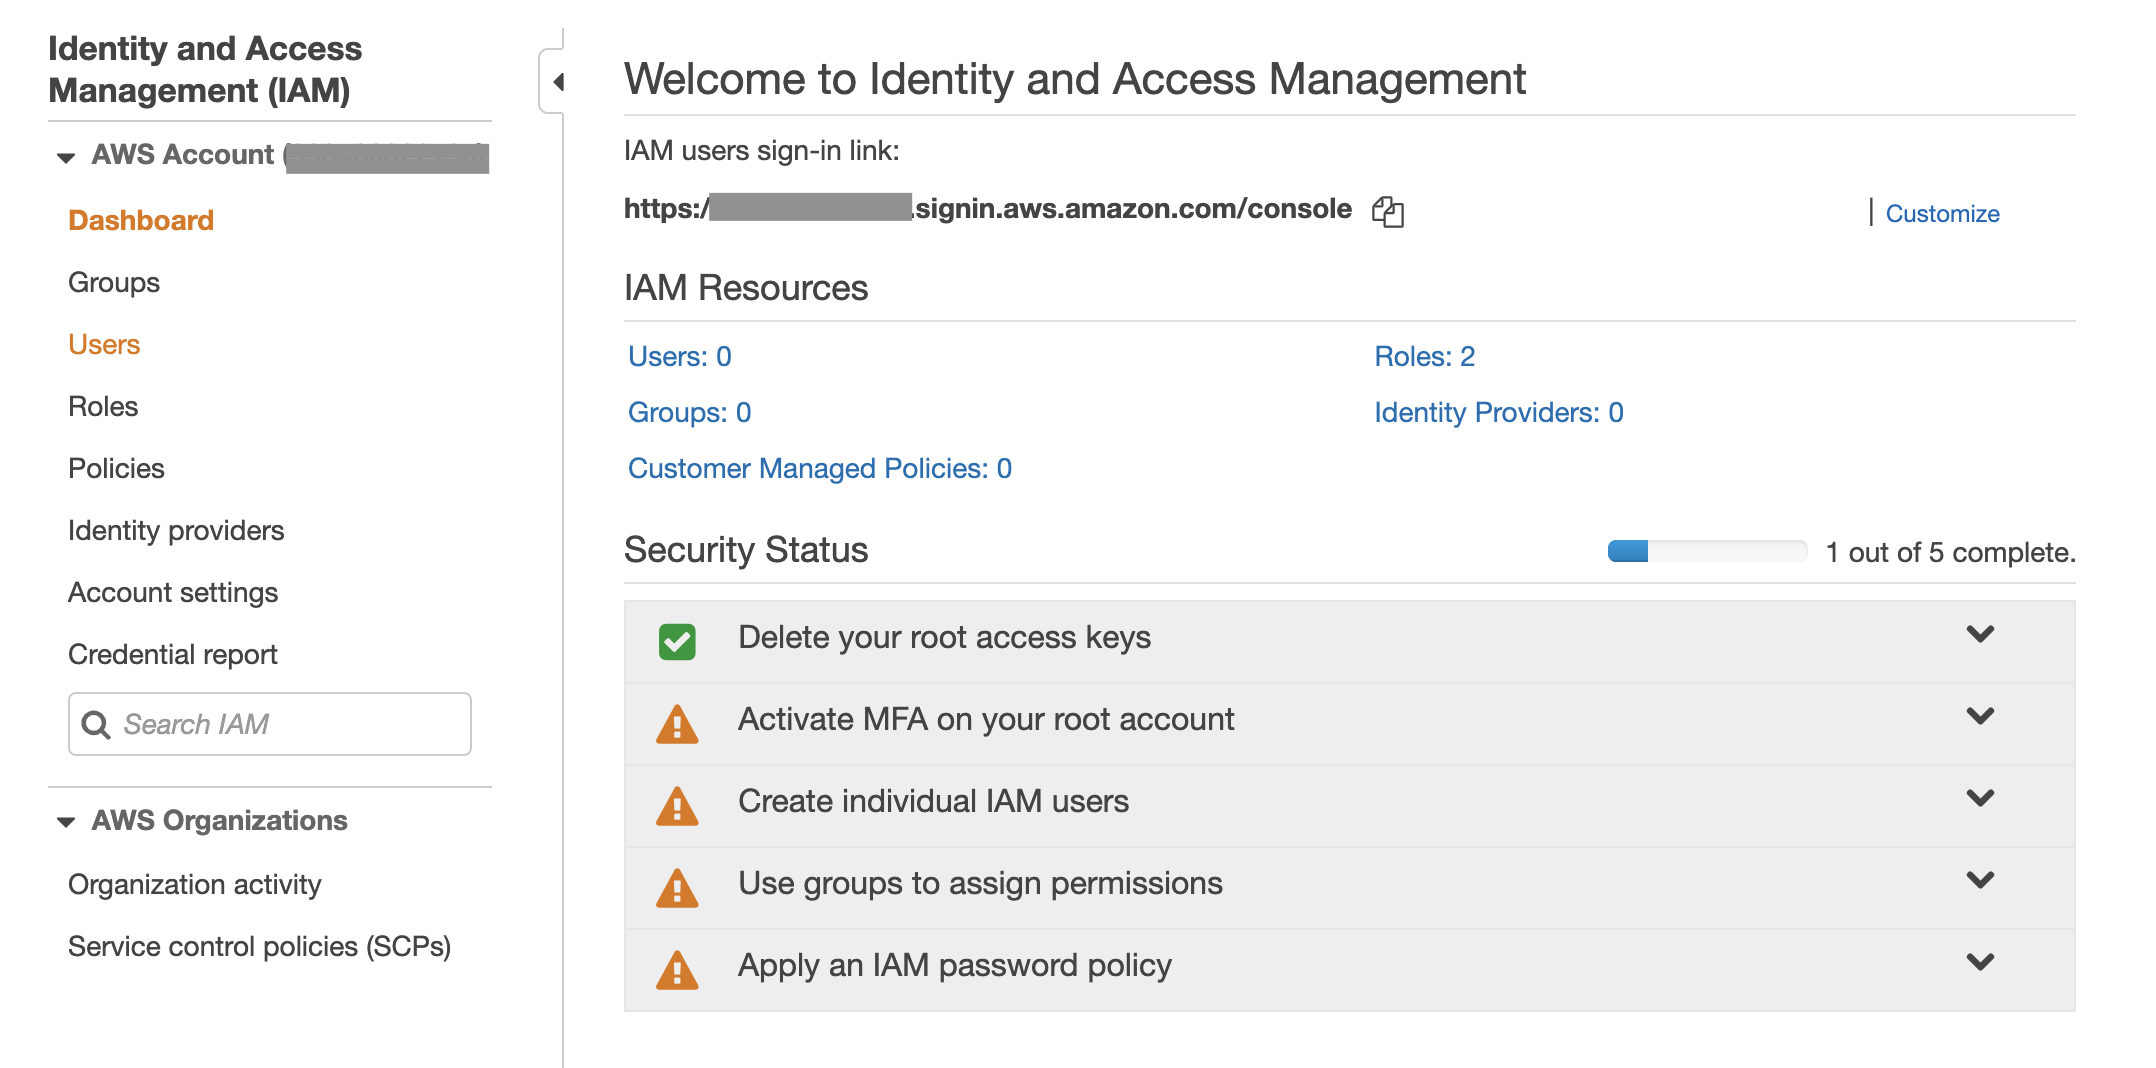 Identity and Access
Management (IAM)
AWS Account (
Dashboard
Groups
Users
Roles
Policies
Identity providers
Account settings
Credential report
Search IAM
AWS Organizations
Organization activity
Service control policies (SCPs)
Welcome to Identity and Access Management
IAM users sign-in link:
https:/ .signin.aws.amazon.com/console
Customize
IAM Resources
Users: 0
Roles: 2
Groups: 0
Identity Providers: 0
Customer Managed Policies: 0
Security Status
1 out of 5 complete.
Delete your root access keys
Activate MFA on your root account
Create individual IAM users
Use groups to assign permissions
Apply an IAM password policy